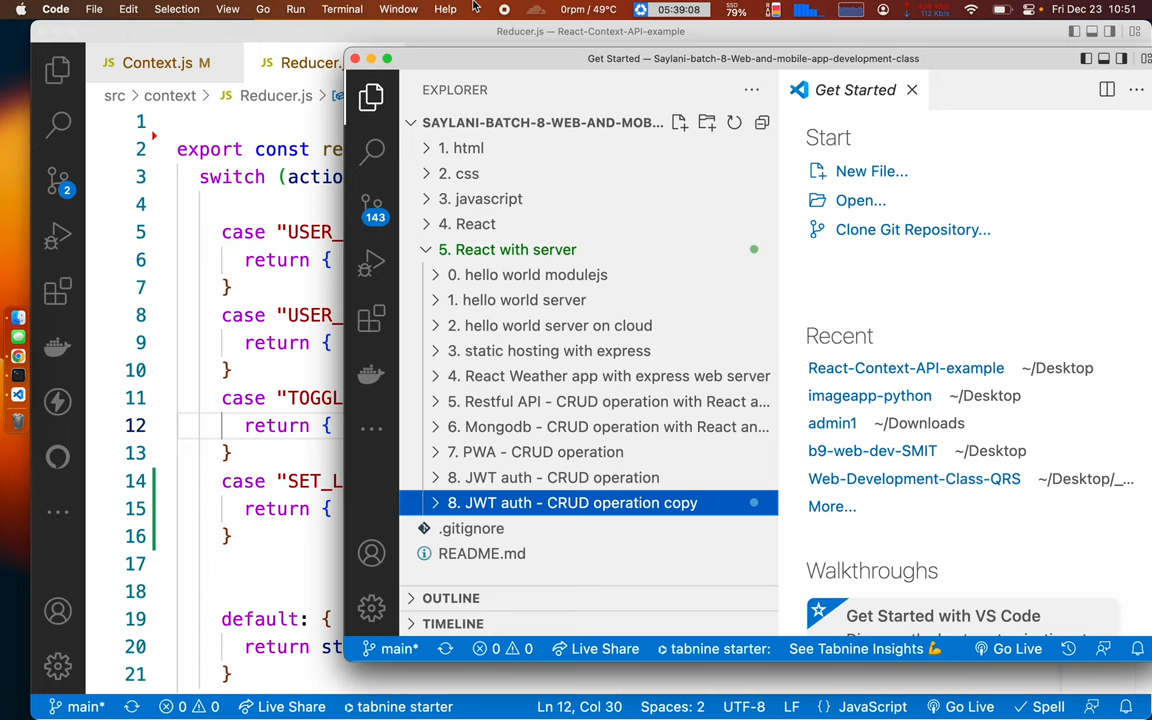 Code File Edit Selection View Go Run Terminal Window Help 0rpm / 49°C 05:39:08 SSD 79% Fri Dec 23 10:51
Reducer.js — React-Context-API-example
JS Context.js M JS Reducer.
src > context > JS Reducer.js >
1
2 export const re
3 switch (actio
4
5 case "USER_
6 return {
7 }
8 case "USER_
9 return {
10 }
11 case "TOGGL
12 return {
13 }
14 case "SET_L
15 return {
16 }
17
18
19 default: {
20 return st
21 }
2
main* 0 0 Live Share tabnine starter Ln 12, Col 30 Spaces: 2 UTF-8 LF {} JavaScript Go Live Spell
Get Started — Saylani-batch-8-Web-and-mobile-app-development-class
EXPLORER ...
SAYLANI-BATCH-8-WEB-AND-MOB...
1. html
2. css
3. javascript
4. React
5. React with server
0. hello world modulejs
1. hello world server
2. hello world server on cloud
3. static hosting with express
4. React Weather app with express web server
5. Restful API - CRUD operation with React a...
6. Mongodb - CRUD operation with React an...
7. PWA - CRUD operation
8. JWT auth - CRUD operation
8. JWT auth - CRUD operation copy
.gitignore
README.md
OUTLINE
TIMELINE
143
Get Started
Start
New File...
Open...
Clone Git Repository...
Recent
React-Context-API-example ~/Desktop
imageapp-python ~/Desktop
admin1 ~/Downloads
b9-web-dev-SMIT ~/Desktop
Web-Development-Class-QRS ~/Desktop/_...
More...
Walkthroughs
Get Started with VS Code
main* 0 0 Live Share tabnine starter: See Tabnine Insights Go Live